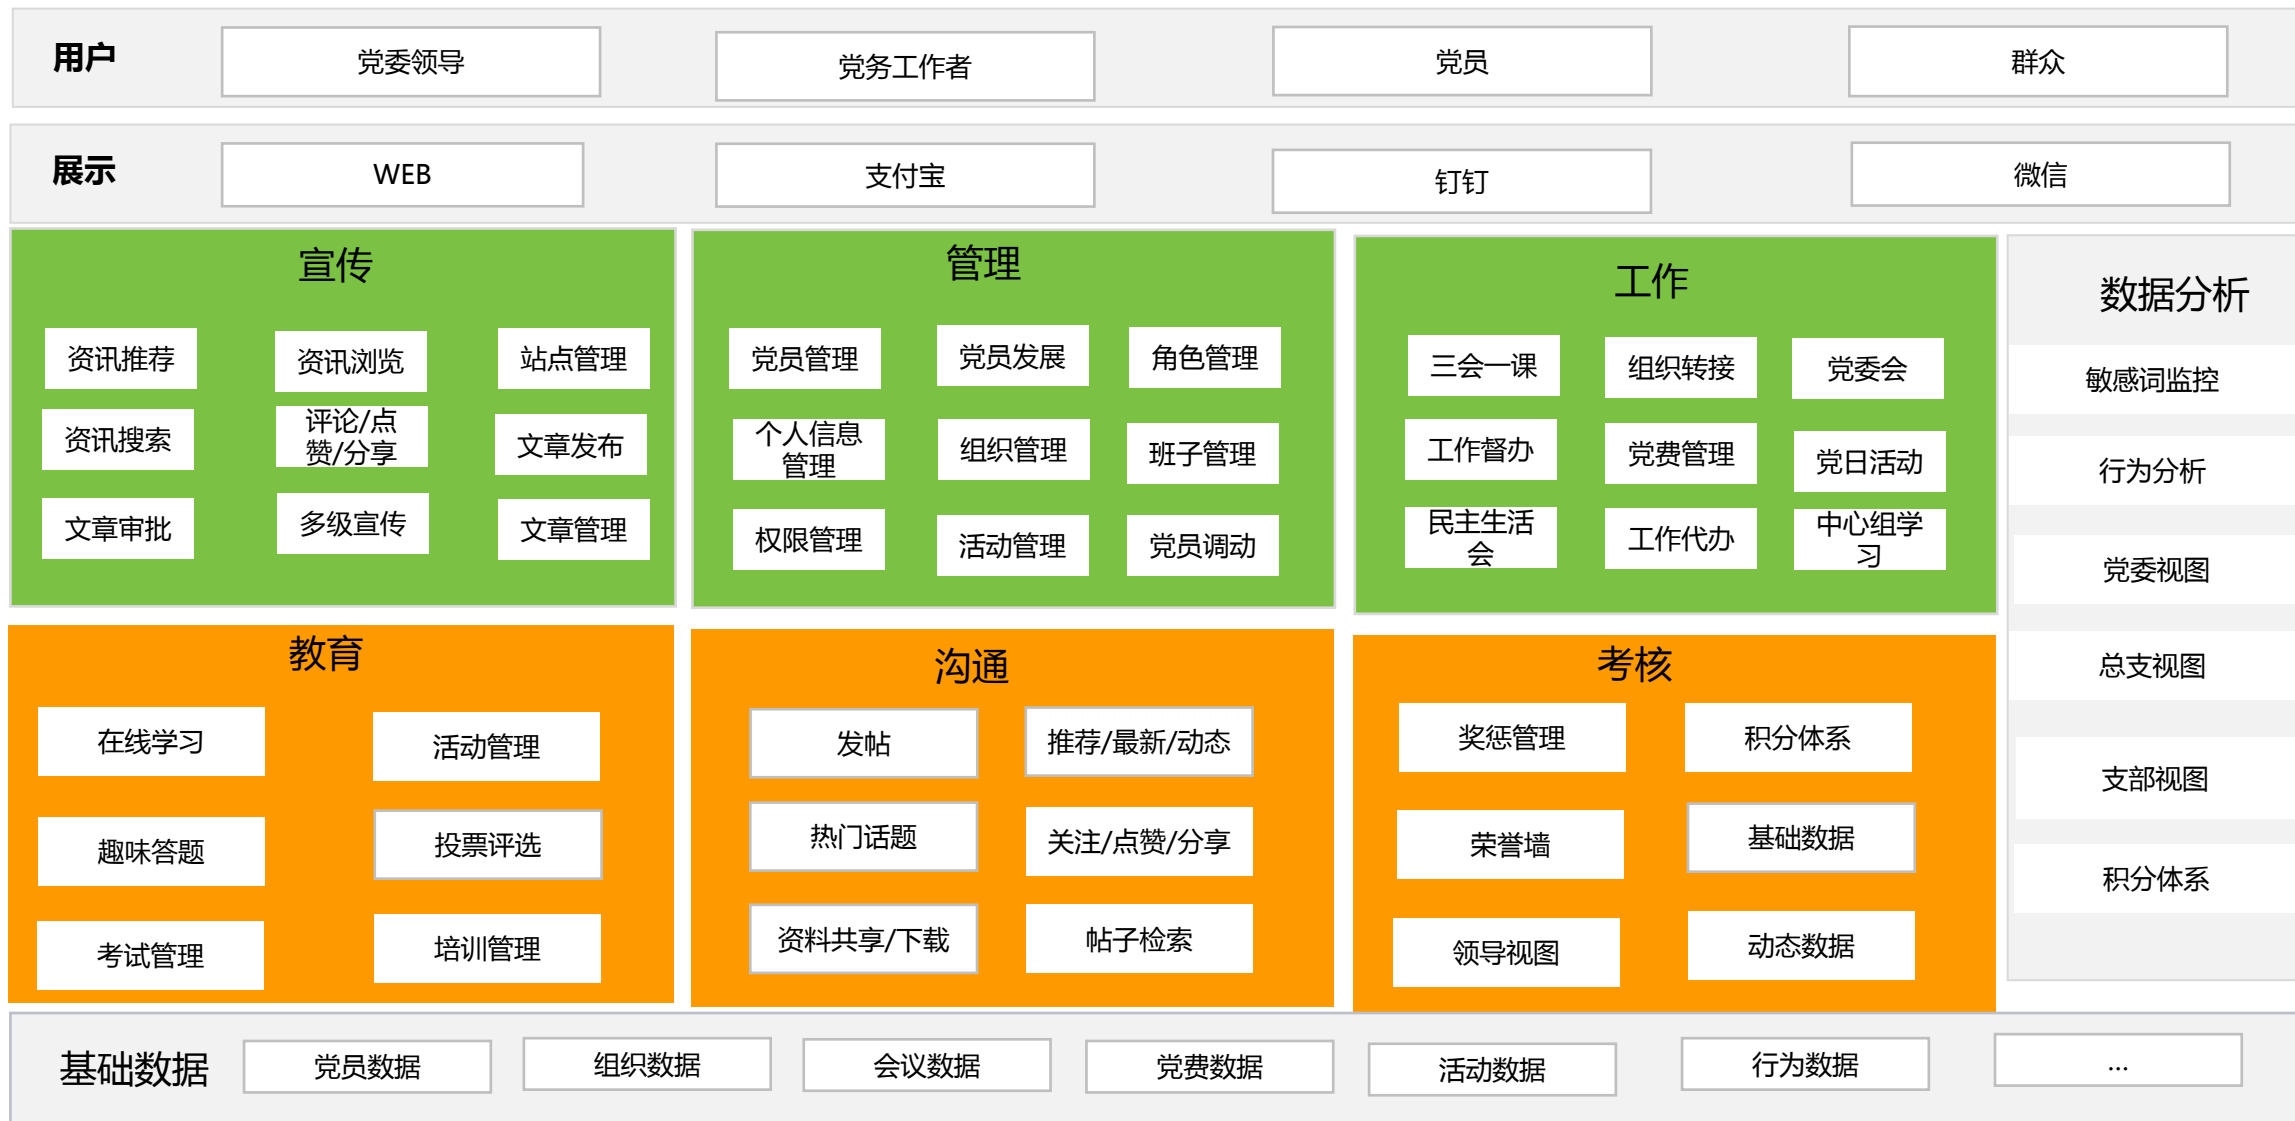 用户
党委领导
党务工作者
党员
群众
展示
WEB
支付宝
钉钉
微信
宣传
资讯推荐
资讯浏览
站点管理
资讯搜索
评论/点
赞/分享
文章发布
文章审批
多级宣传
文章管理
管理
党员管理
党员发展
角色管理
个人信息
管理
组织管理
班子管理
权限管理
活动管理
党员调动
工作
三会一课
组织转接
党委会
工作督办
党费管理
党日活动
民主生活
会
工作代办
中心组学
习
数据分析
敏感词监控
行为分析
党委视图
总支视图
支部视图
积分体系
教育
在线学习
活动管理
趣味答题
投票评选
考试管理
培训管理
沟通
发帖
推荐/最新/动态
热门话题
关注/点赞/分享
资料共享/下载
帖子检索
考核
奖惩管理
积分体系
荣誉墙
基础数据
领导视图
动态数据
基础数据
党员数据
组织数据
会议数据
党费数据
活动数据
行为数据
...